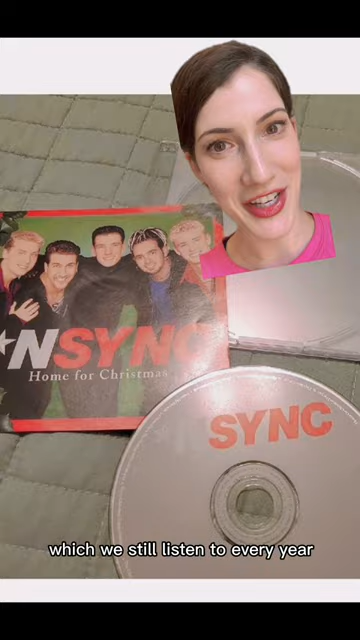 *NSYNC
Home for Christmas
SYNC
which we still listen to every year